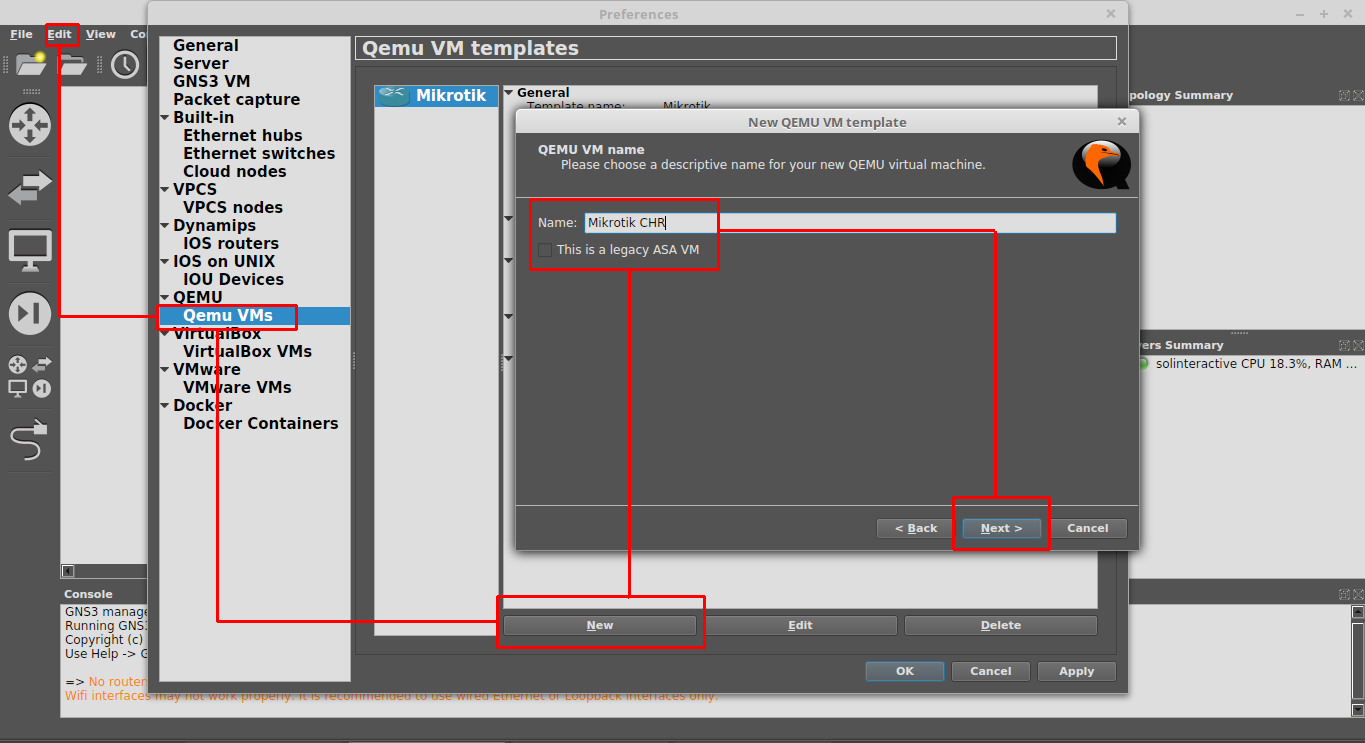 Preferences
File Edit View Co
General
Server
GNS3 VM
Packet capture
Built-in
Ethernet hubs
Ethernet switches
Cloud nodes
VPCS
VPCS nodes
Dynamips
IOS routers
IOS on UNIX
IOU Devices
QEMU
Qemu VMs
VirtualBox
VirtualBox VMs
VMware
VMware VMs
Docker
Docker Containers
Qemu VM templates
Mikrotik
General
Template name: Mikrotik
New QEMU VM template
QEMU VM name
Please choose a descriptive name for your new QEMU virtual machine.
Name: Mikrotik CHR
This is a legacy ASA VM
< Back Next > Cancel
New Edit Delete
OK Cancel Apply
pology Summary
ers Summary
solinteractive CPU 18.3%, RAM ...
Console
GNS3 manage
Running GNS3
Copyright (c)
Use Help -> G
=> No router
Wifi interfaces may not work properly. It is recommended to use wired Ethernet or Loopback interfaces only.